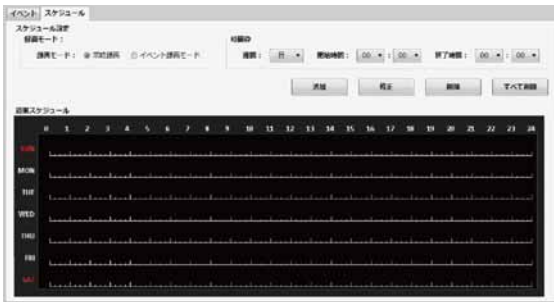 イベント スケジュール
スケジュール設定
録画モード：
録画モード： 常時録画 イベント録画モード
時間帯
週間： 日 開始時間： 00 : 00 終了時間： 00 : 00
追加 修正 削除 すべて削除
録画スケジュール
0 1 2 3 4 5 6 7 8 9 10 11 12 13 14 15 16 17 18 19 20 21 22 23 24
SUN
MON
TUE
WED
THU
FRI
SAT